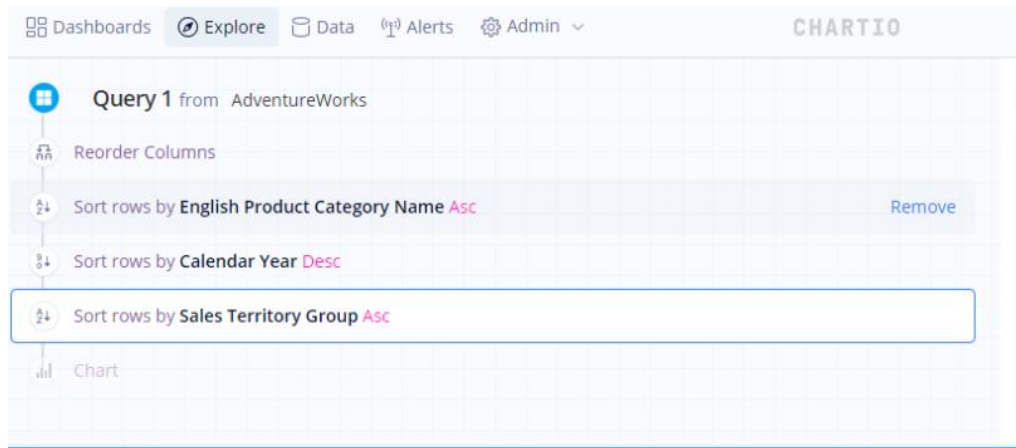 Dashboards Explore Data Alerts Admin CHARTIO
Query 1 from AdventureWorks
Reorder Columns
Sort rows by English Product Category Name Asc Remove
Sort rows by Calendar Year Desc
Sort rows by Sales Territory Group Asc
Chart